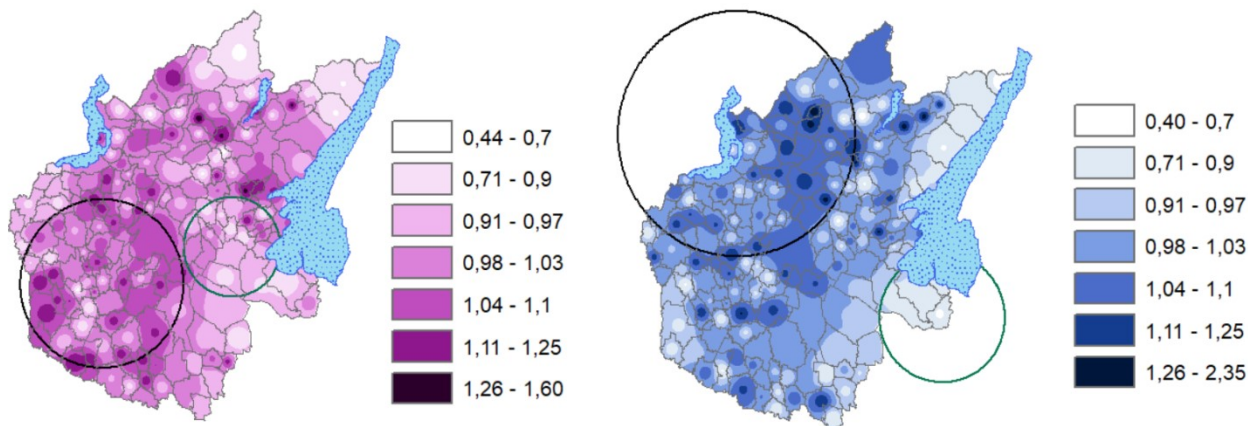 0,44 - 0,7
0,71 - 0,9
0,91 - 0,97
0,98 - 1,03
1,04 - 1,1
1,11 - 1,25
1,26 - 1,60
0,40 - 0,7
0,71 - 0,9
0,91 - 0,97
0,98 - 1,03
1,04 - 1,1
1,11 - 1,25
1,26 - 2,35